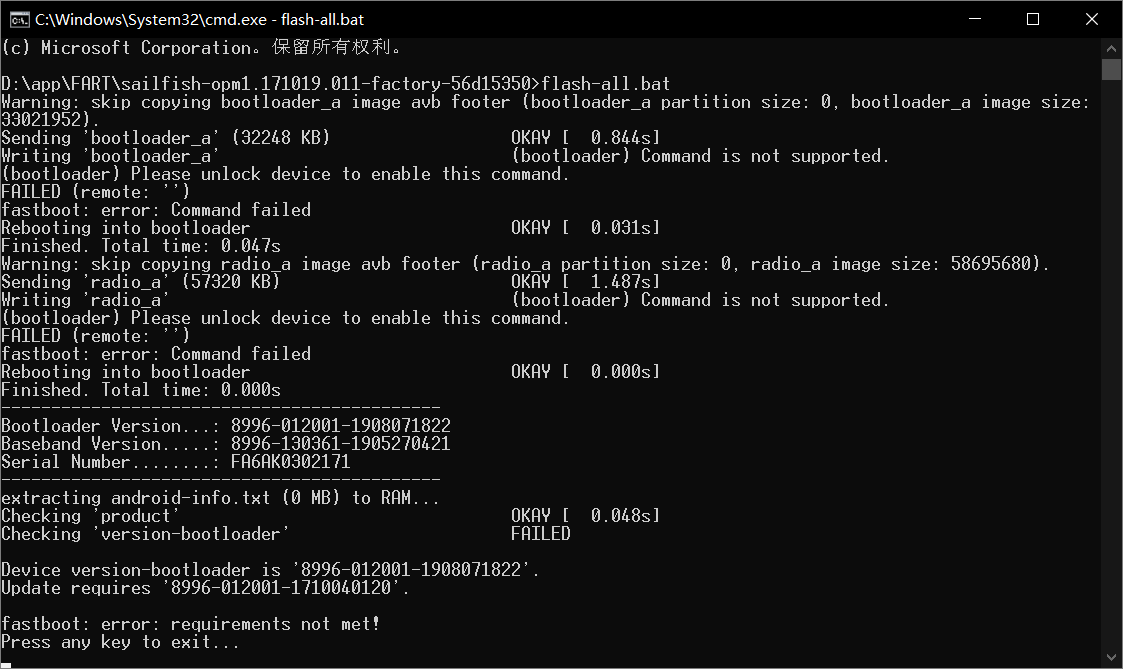 C:\Windows\System32\cmd.exe - flash-all.bat
(c) Microsoft Corporation。保留所有权利。
D:\app\FART\sailfish-opm1.171019.011-factory-56d15350>flash-all.bat
Warning: skip copying bootloader_a image avb footer (bootloader_a partition size: 0, bootloader_a image size:
33021952).
Sending 'bootloader_a' (32248 KB) OKAY [ 0.844s]
Writing 'bootloader_a' (bootloader) Command is not supported.
(bootloader) Please unlock device to enable this command.
FAILED (remote: '')
fastboot: error: Command failed
Rebooting into bootloader OKAY [ 0.031s]
Finished. Total time: 0.047s
Warning: skip copying radio_a image avb footer (radio_a partition size: 0, radio_a image size: 58695680).
Sending 'radio_a' (57320 KB) OKAY [ 1.487s]
Writing 'radio_a' (bootloader) Command is not supported.
(bootloader) Please unlock device to enable this command.
FAILED (remote: '')
fastboot: error: Command failed
Rebooting into bootloader OKAY [ 0.000s]
Finished. Total time: 0.000s
--------------------------------------------
Bootloader Version...: 8996-012001-1908071822
Baseband Version.....: 8996-130361-1905270421
Serial Number........: FA6AK0302171
--------------------------------------------
extracting android-info.txt (0 MB) to RAM...
Checking 'product' OKAY [ 0.048s]
Checking 'version-bootloader' FAILED
Device version-bootloader is '8996-012001-1908071822'.
Update requires '8996-012001-1710040120'.
fastboot: error: requirements not met!
Press any key to exit...